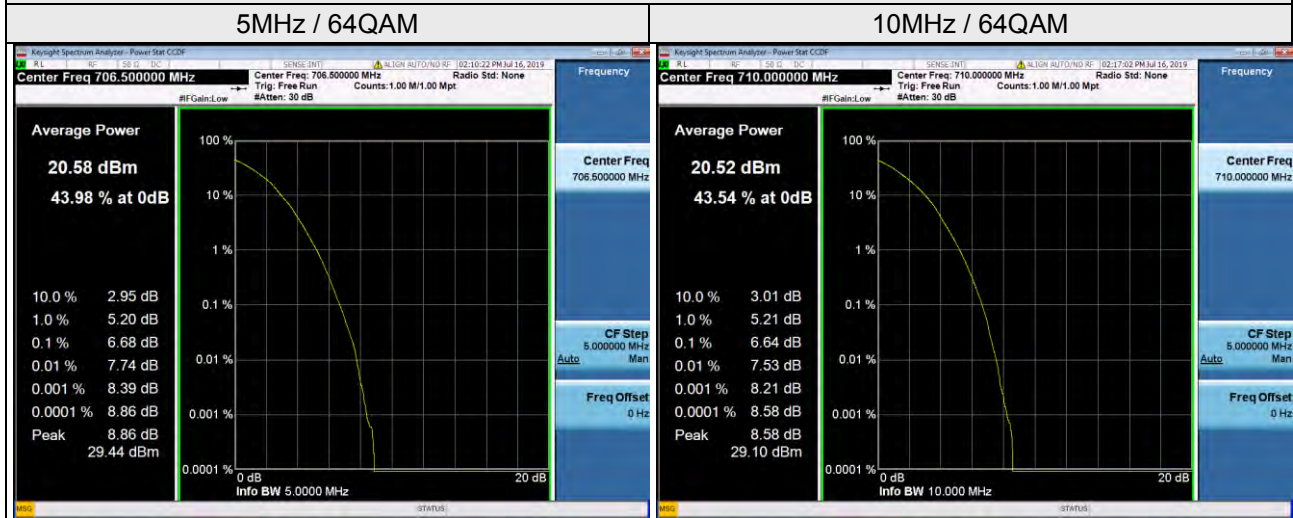 5MHz / 64QAM
Keysight Spectrum Analyzer - Power Stat CCDF
RL RF 50 Ω DC SENSE:INT ALIGN AUTO/NO RF 02:10:22 PM Jul 16, 2019
Center Freq 706.500000 MHz
Center Freq: 706.500000 MHz Radio Std: None
Trig: Free Run Counts:1.00 M/1.00 Mpt
#IFGain:Low #Atten: 30 dB
Frequency
Average Power
20.58 dBm
43.98 % at 0dB
10.0 % 2.95 dB
1.0 % 5.20 dB
0.1 % 6.68 dB
0.01 % 7.74 dB
0.001 % 8.39 dB
0.0001 % 8.86 dB
Peak 8.86 dB
29.44 dBm
100 %
10 %
1 %
0.1 %
0.01 %
0.001 %
0.0001 %
0 dB 20 dB
Info BW 5.0000 MHz
Center Freq
706.500000 MHz
CF Step
5.000000 MHz
Auto Man
Freq Offset
0 Hz
MSG STATUS
10MHz / 64QAM
Keysight Spectrum Analyzer - Power Stat CCDF
RL RF 50 Ω DC SENSE:INT ALIGN AUTO/NO RF 02:17:02 PM Jul 16, 2019
Center Freq 710.000000 MHz
Center Freq: 710.000000 MHz Radio Std: None
Trig: Free Run Counts:1.00 M/1.00 Mpt
#IFGain:Low #Atten: 30 dB
Frequency
Average Power
20.52 dBm
43.54 % at 0dB
10.0 % 3.01 dB
1.0 % 5.21 dB
0.1 % 6.64 dB
0.01 % 7.53 dB
0.001 % 8.21 dB
0.0001 % 8.58 dB
Peak 8.58 dB
29.10 dBm
100 %
10 %
1 %
0.1 %
0.01 %
0.001 %
0.0001 %
0 dB 20 dB
Info BW 10.000 MHz
Center Freq
710.000000 MHz
CF Step
5.000000 MHz
Auto Man
Freq Offset
0 Hz
MSG STATUS